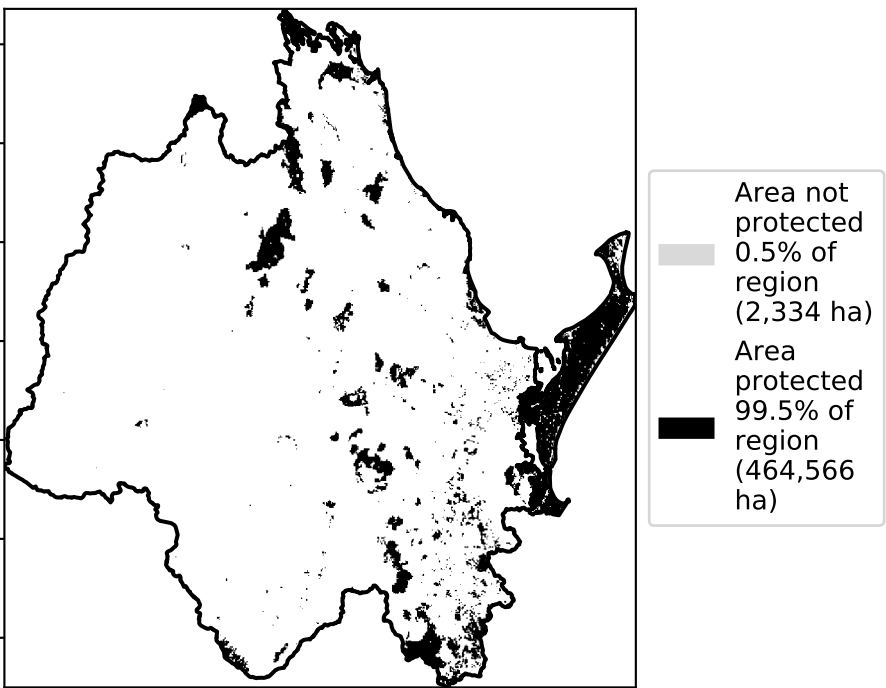 Area not
protected
0.5% of
region
(2,334 ha)
Area
protected
99.5% of
region
(464,566
ha)